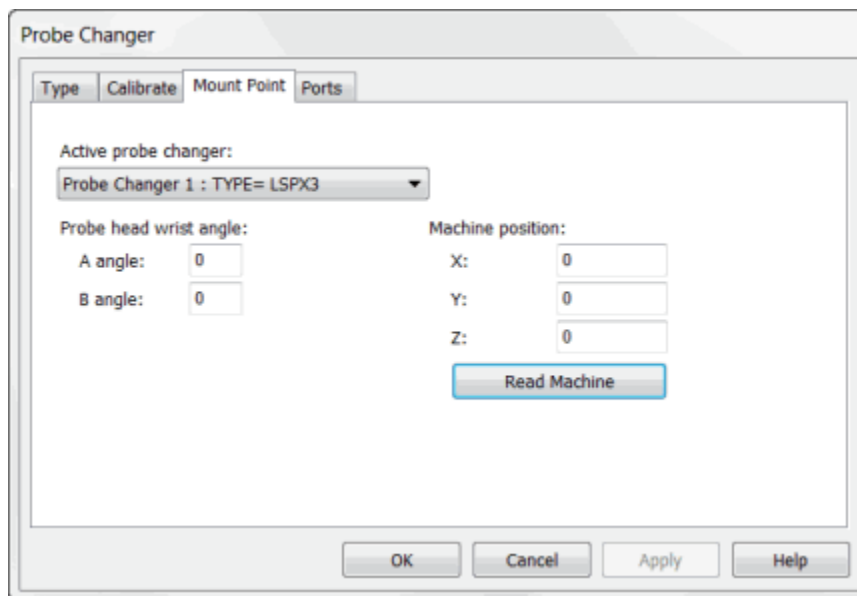 Probe Changer
Type Calibrate Mount Point Ports
Active probe changer:
Probe Changer 1 : TYPE= LSPX3
Probe head wrist angle: Machine position:
A angle: 0 X: 0
B angle: 0 Y: 0
Z: 0
Read Machine
OK Cancel Apply Help